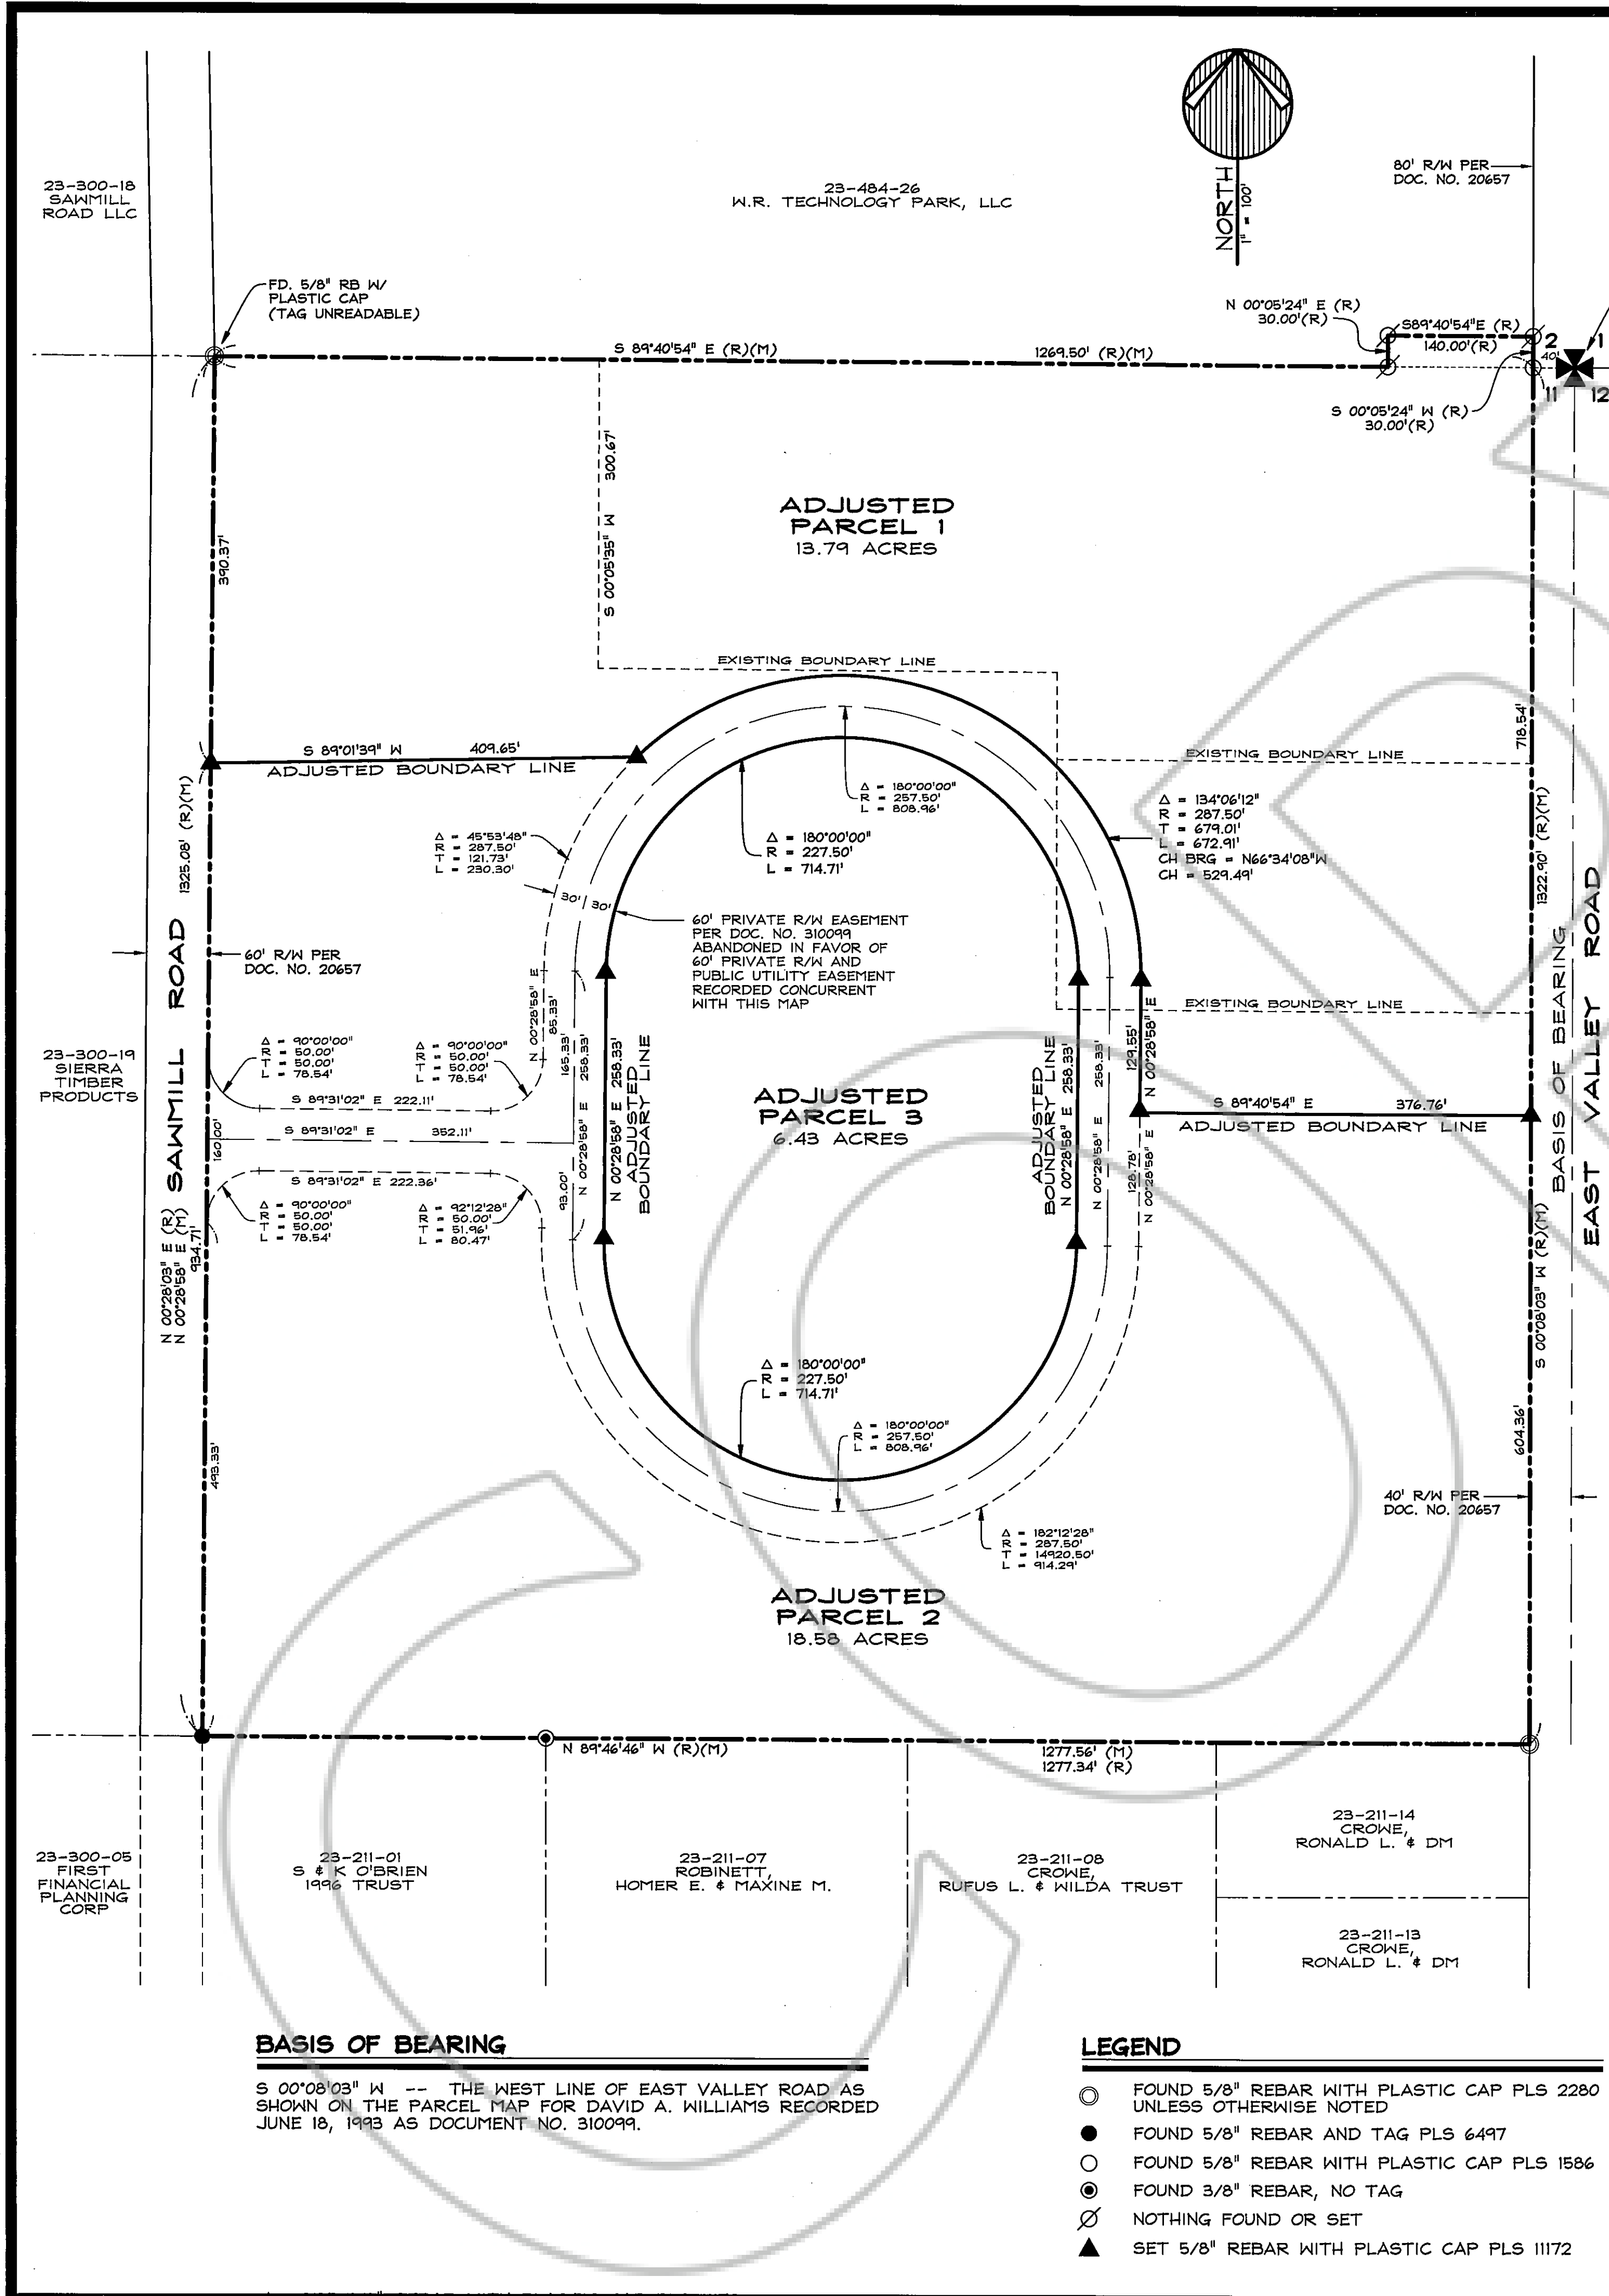 23-300-18
SAWMILL
ROAD LLC
23-484-26
W.R. TECHNOLOGY PARK, LLC
NORTH
1" = 100'
80' R/W PER
DOC. NO. 20657
FD. 5/8" RB W/
PLASTIC CAP
(TAG UNREADABLE)
N 00°05'24" E (R)
30.00'(R)
S89°40'54"E (R)
140.00'(R)
2
1
40'
11
12
S 00°05'24" W (R)
30.00'(R)
S 89°40'54" E (R)(M)
1269.50' (R)(M)
S 00°05'35" W 300.67'
390.37'
ADJUSTED
PARCEL 1
13.79 ACRES
EXISTING BOUNDARY LINE
718.54'
S 89°01'39" W 409.65'
ADJUSTED BOUNDARY LINE
EXISTING BOUNDARY LINE
Δ = 180°00'00"
R = 257.50'
L = 808.96'
Δ = 134°06'12"
R = 287.50'
T = 679.01'
L = 672.91'
CH BRG = N66°34'08"W
CH = 529.49'
Δ = 45°53'48"
R = 287.50'
T = 121.73'
L = 230.30'
Δ = 180°00'00"
R = 227.50'
L = 714.71'
1325.08' (R)(M)
1322.90' (R)(M)
30' 30'
60' PRIVATE R/W EASEMENT
PER DOC. NO. 310099
ABANDONED IN FAVOR OF
60' PRIVATE R/W AND
PUBLIC UTILITY EASEMENT
RECORDED CONCURRENT
WITH THIS MAP
60' R/W PER
DOC. NO. 20657
SAWMILL ROAD
EAST VALLEY ROAD
BASIS OF BEARING
EXISTING BOUNDARY LINE
N 00°28'58" E
85.33'
165.33'
258.33'
N 00°28'58" E
N 00°28'58" E 258.33'
ADJUSTED
BOUNDARY LINE
ADJUSTED
BOUNDARY LINE
N 00°28'58" E 258.33'
258.33'
N 00°28'58" E
129.55'
N 00°28'58" E
23-300-19
SIERRA
TIMBER
PRODUCTS
Δ = 90°00'00"
R = 50.00'
T = 50.00'
L = 78.54'
Δ = 90°00'00"
R = 50.00'
T = 50.00'
L = 78.54'
S 89°31'02" E 222.11'
S 89°31'02" E 352.11'
160.00'
S 89°31'02" E 222.36'
93.00'
ADJUSTED
PARCEL 3
6.43 ACRES
S 89°40'54" E 376.76'
ADJUSTED BOUNDARY LINE
128.78'
N 00°28'58" E
Δ = 90°00'00"
R = 50.00'
T = 50.00'
L = 78.54'
Δ = 92°12'28"
R = 50.00'
T = 51.96'
L = 80.47'
N 00°28'03" E (R)
N 00°28'58" E (M)
934.71'
S 00°08'03" W (R)(M)
Δ = 180°00'00"
R = 227.50'
L = 714.71'
Δ = 180°00'00"
R = 257.50'
L = 808.96'
493.33'
604.36'
40' R/W PER
DOC. NO. 20657
Δ = 182°12'28"
R = 287.50'
T = 14920.50'
L = 914.29'
ADJUSTED
PARCEL 2
18.58 ACRES
N 89°46'46" W (R)(M)
1277.56' (M)
1277.34' (R)
23-300-05
FIRST
FINANCIAL
PLANNING
CORP
23-211-01
S & K O'BRIEN
1996 TRUST
23-211-07
ROBINETT,
HOMER E. & MAXINE M.
23-211-08
CROWE,
RUFUS L. & WILDA TRUST
23-211-14
CROWE,
RONALD L. & DM
23-211-13
CROWE,
RONALD L. & DM
BASIS OF BEARING
S 00°08'03" W -- THE WEST LINE OF EAST VALLEY ROAD AS
SHOWN ON THE PARCEL MAP FOR DAVID A. WILLIAMS RECORDED
JUNE 18, 1993 AS DOCUMENT NO. 310099.
LEGEND
FOUND 5/8" REBAR WITH PLASTIC CAP PLS 2280
UNLESS OTHERWISE NOTED
FOUND 5/8" REBAR AND TAG PLS 6497
FOUND 5/8" REBAR WITH PLASTIC CAP PLS 1586
FOUND 3/8" REBAR, NO TAG
NOTHING FOUND OR SET
SET 5/8" REBAR WITH PLASTIC CAP PLS 11172